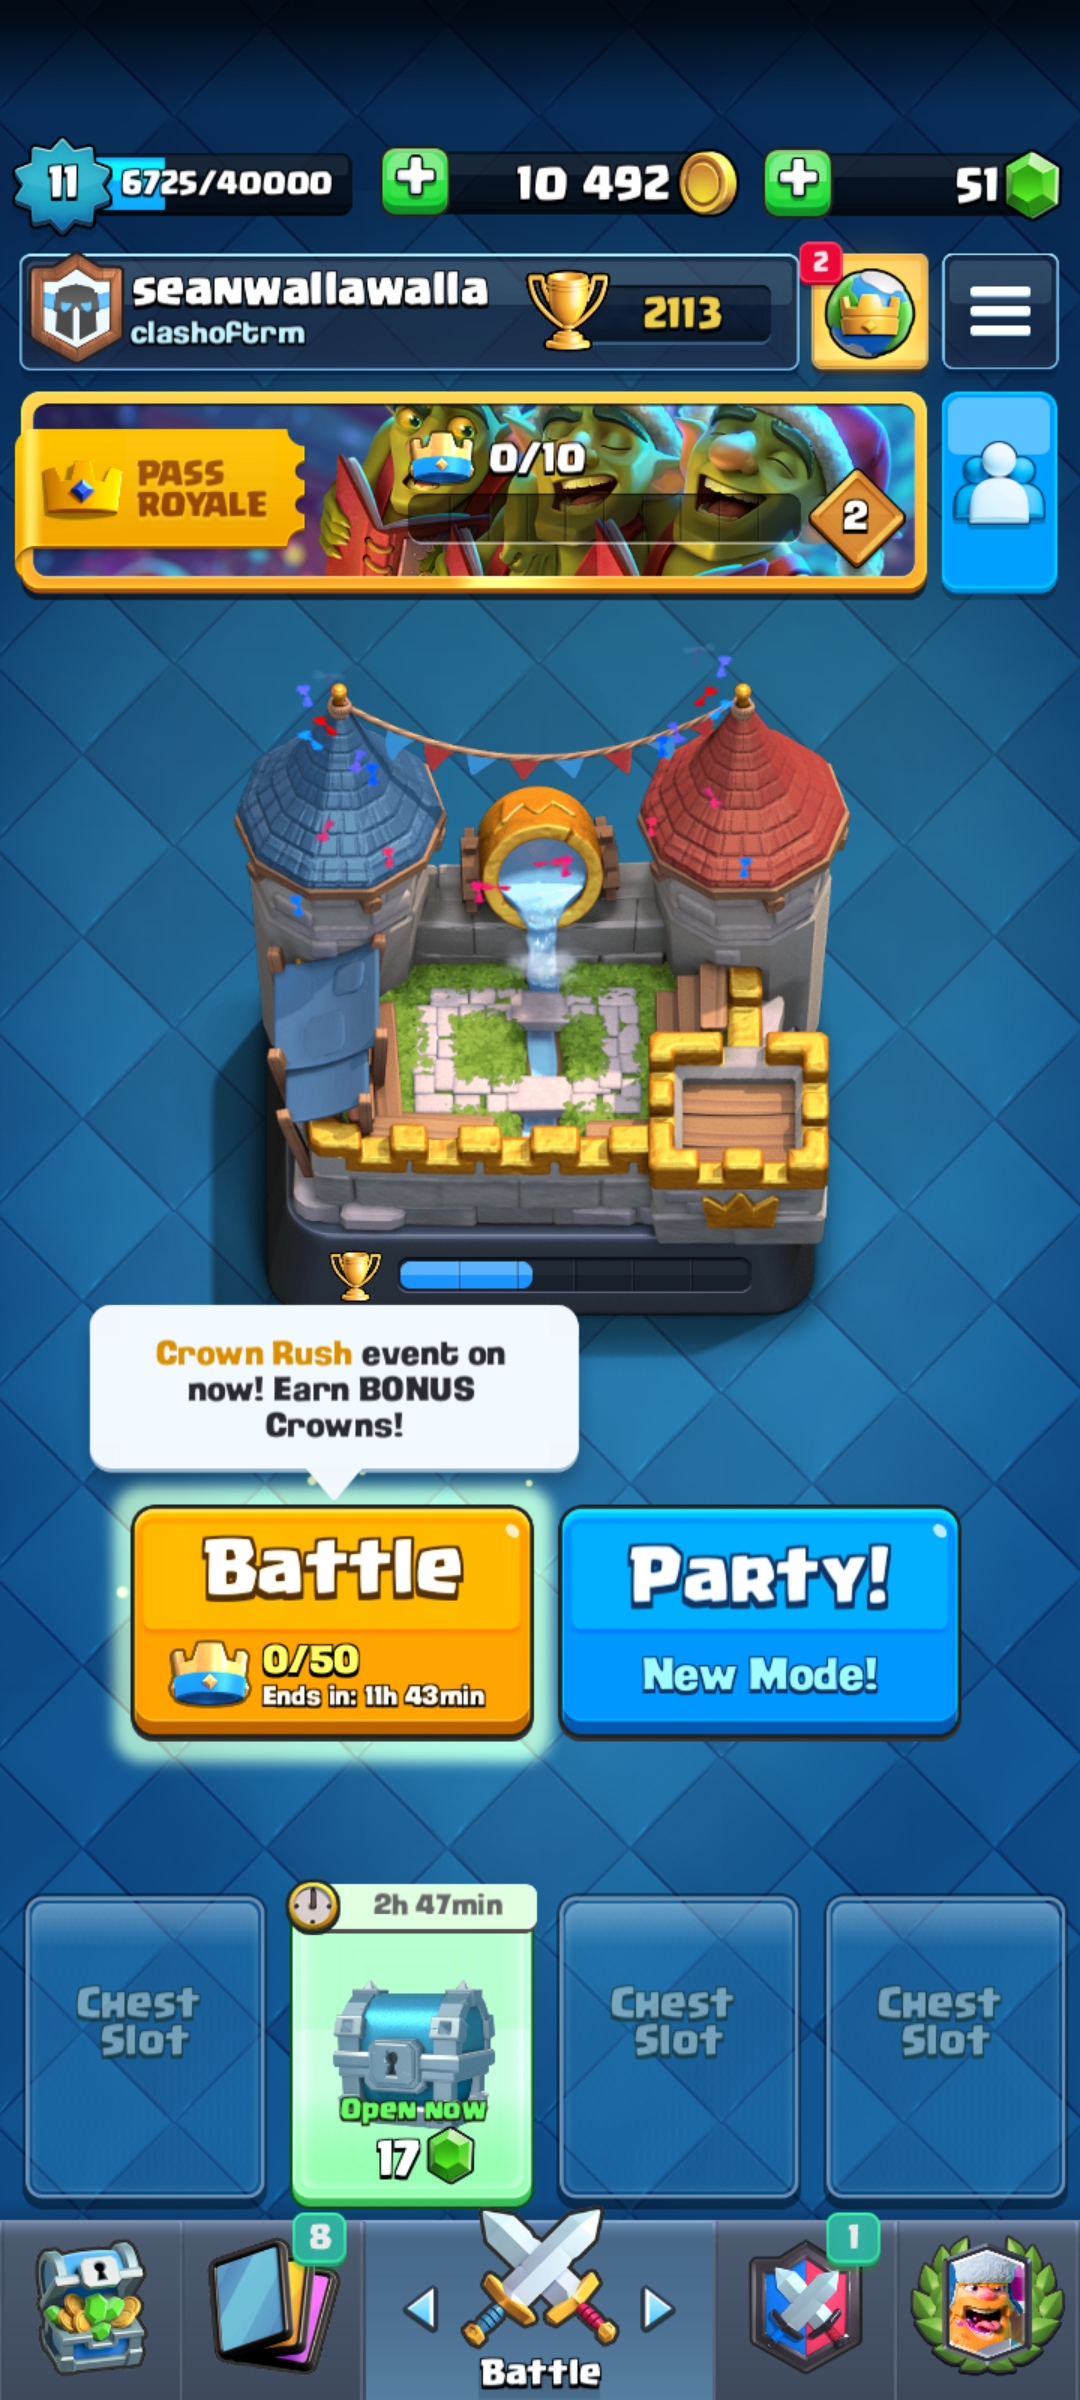 11
6725/40000
10 492
51
seanwallawalla
clashoftrm
2113
2
PASS
ROYALE
0/10
2
Crown Rush event on
now! Earn BONUS
Crowns!
Battle
0/50
Ends in: 11h 43min
Party!
New Mode!
Chest
Slot
2h 47min
Open now
17
Chest
Slot
Chest
Slot
8
Battle
1